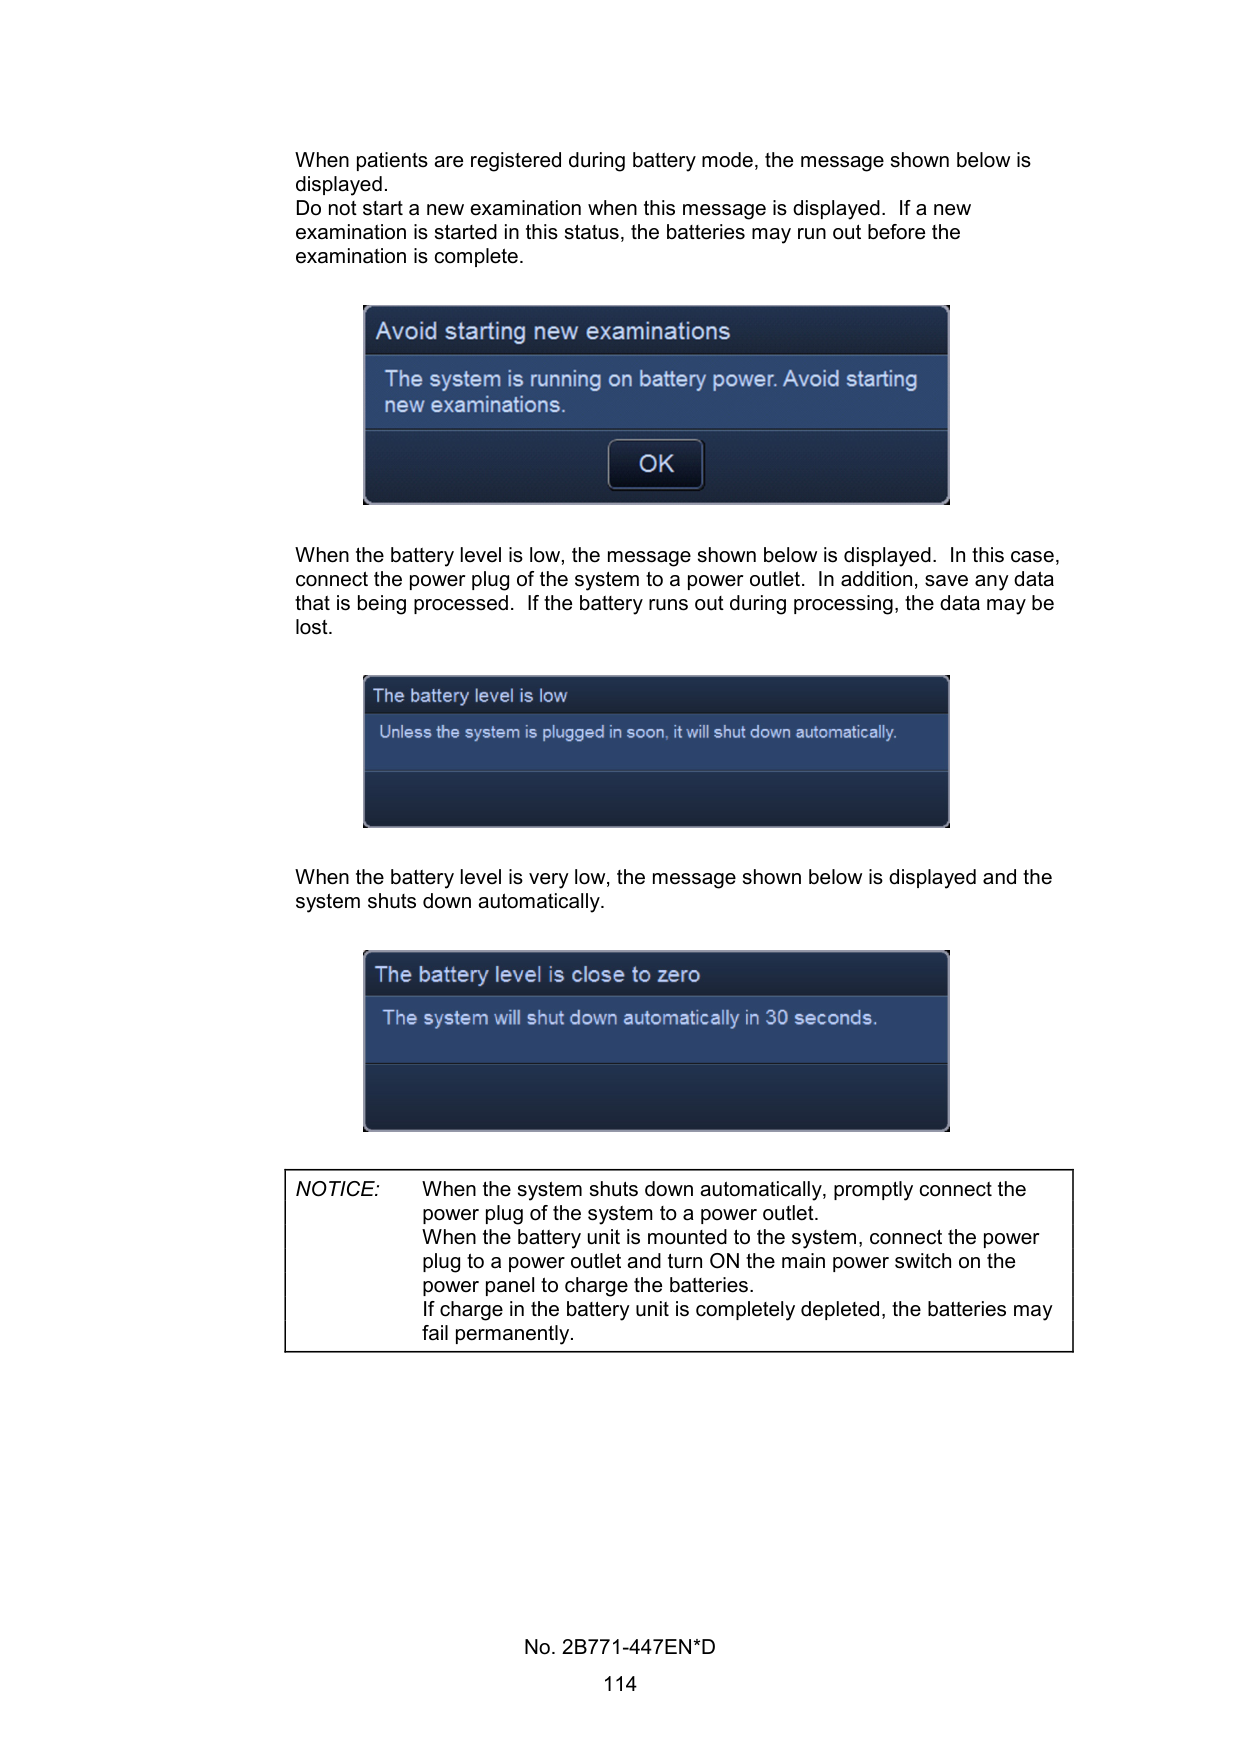 When patients are registered during battery mode, the message shown below is
displayed.
Do not start a new examination when this message is displayed.  If a new
examination is started in this status, the batteries may run out before the
examination is complete.
Avoid starting new examinations
The system is running on battery power. Avoid starting
new examinations.
OK
When the battery level is low, the message shown below is displayed.  In this case,
connect the power plug of the system to a power outlet.  In addition, save any data
that is being processed.  If the battery runs out during processing, the data may be
lost.
The battery level is low
Unless the system is plugged in soon, it will shut down automatically.
When the battery level is very low, the message shown below is displayed and the
system shuts down automatically.
The battery level is close to zero
The system will shut down automatically in 30 seconds.
NOTICE: When the system shuts down automatically, promptly connect the
power plug of the system to a power outlet.
When the battery unit is mounted to the system, connect the power
plug to a power outlet and turn ON the main power switch on the
power panel to charge the batteries.
If charge in the battery unit is completely depleted, the batteries may
fail permanently.
No. 2B771-447EN*D
114